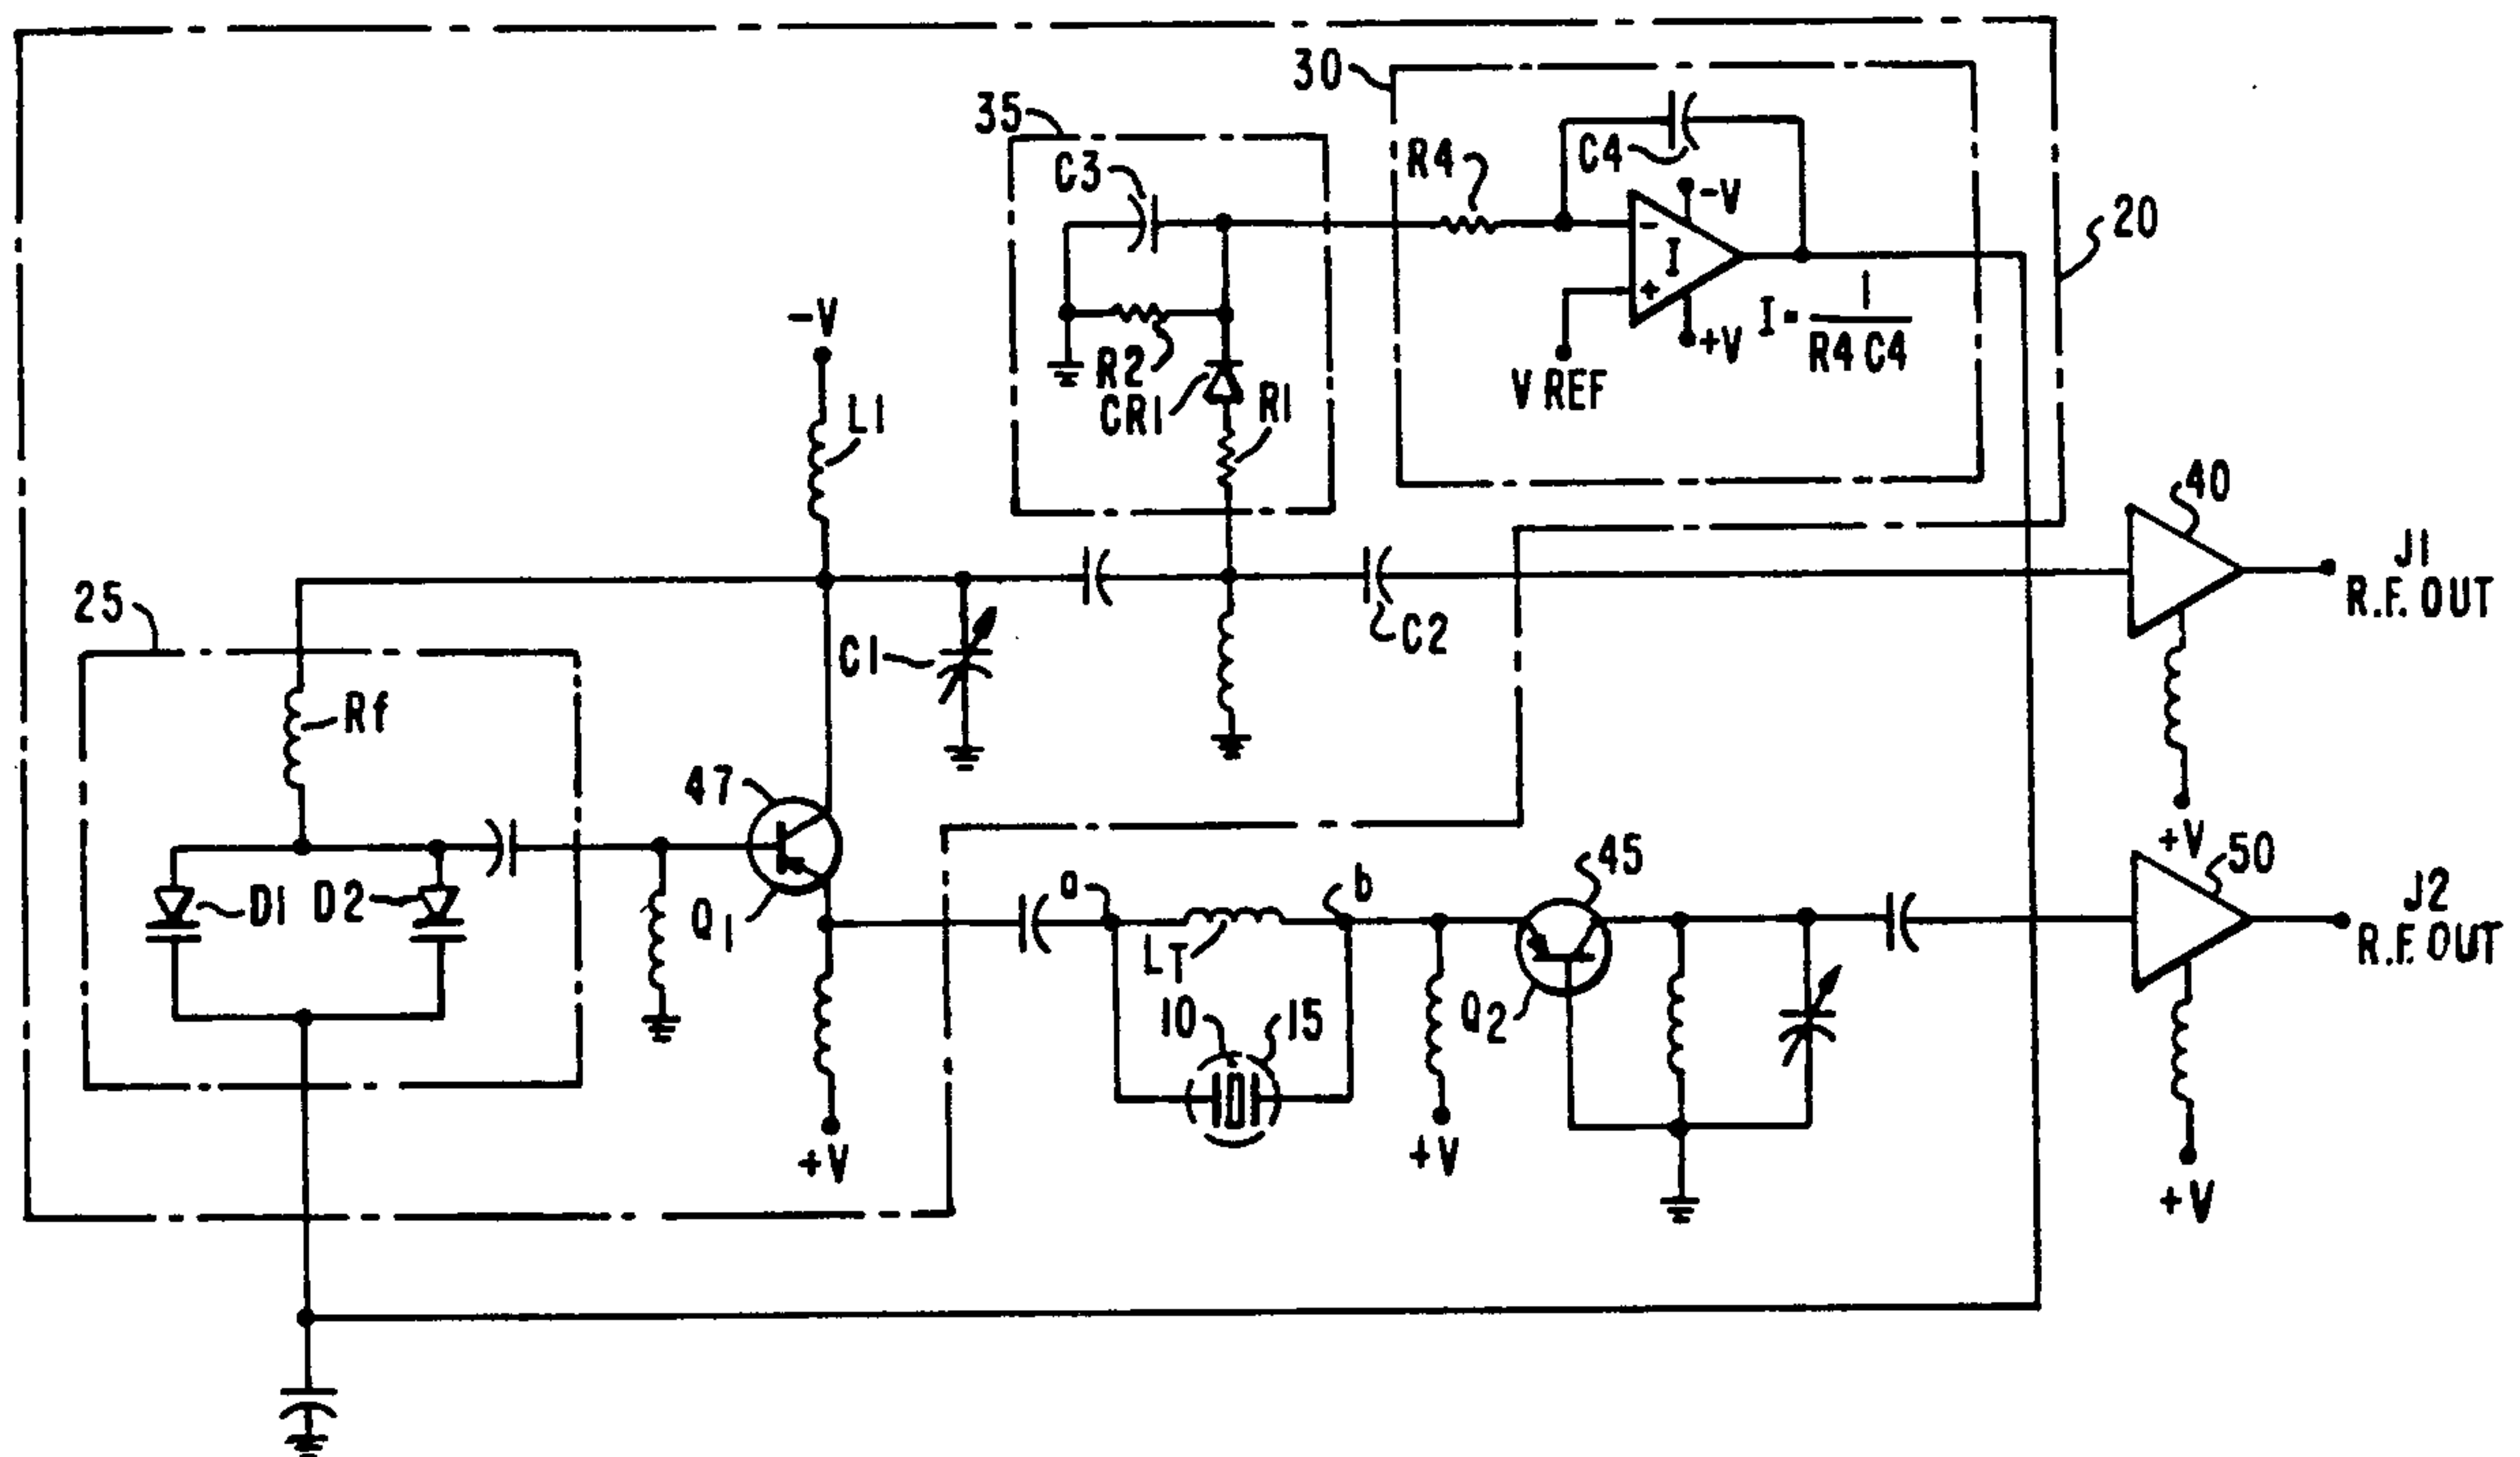 30
35
C3
R4
C4
-V
20
-
I
+
I = 1
R4 C4
+V
-V
R2
CR1
R1
V REF
L1
40
J1
R.F. OUT
25
C1
C2
Rf
47
+V
50
45
a
b
J2
R.F. OUT
D1
D2
Q1
LT
10
15
Q2
+V
+V
+V